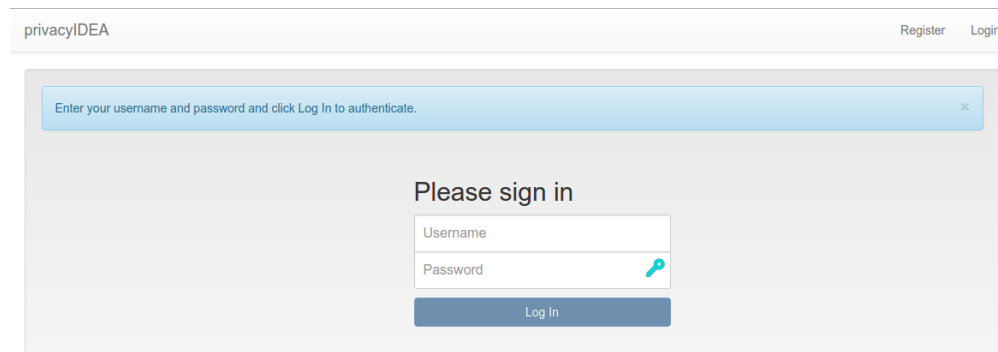 privacyIDEA Register Login
Enter your username and password and click Log In to authenticate. ×
Please sign in
Username
Password
Log In